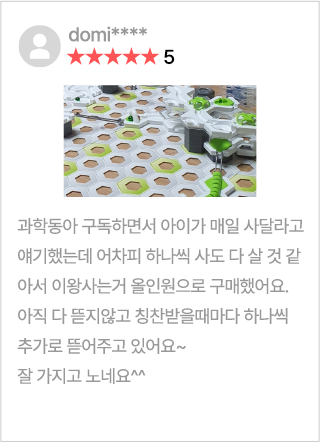 domi****
★★★★★ 5
과학동아 구독하면서 아이가 매일 사달라고
얘기했는데 어차피 하나씩 사도 다 살 것 같
아서 이왕사는거 올인원으로 구매했어요.
아직 다 뜯지않고 칭찬받을때마다 하나씩
추가로 뜯어주고 있어요~
잘 가지고 노네요^^